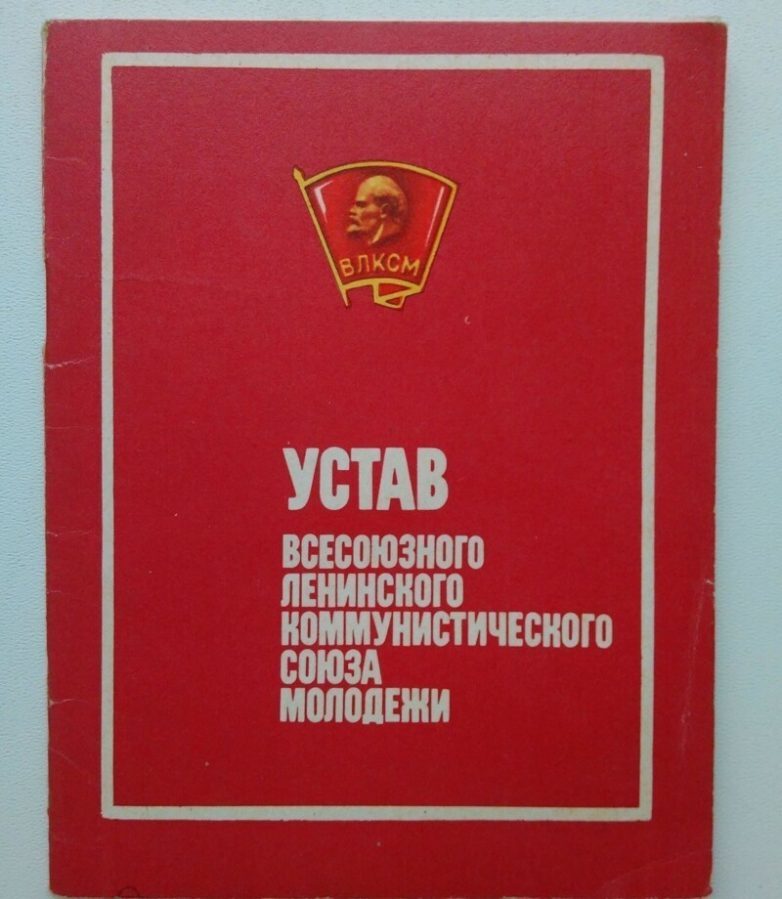 ВЛКСМ
УСТАВ
ВСЕСОЮЗНОГО
ЛЕНИНСКОГО
КОММУНИСТИЧЕСКОГО
СОЮЗА
МОЛОДЕЖИ